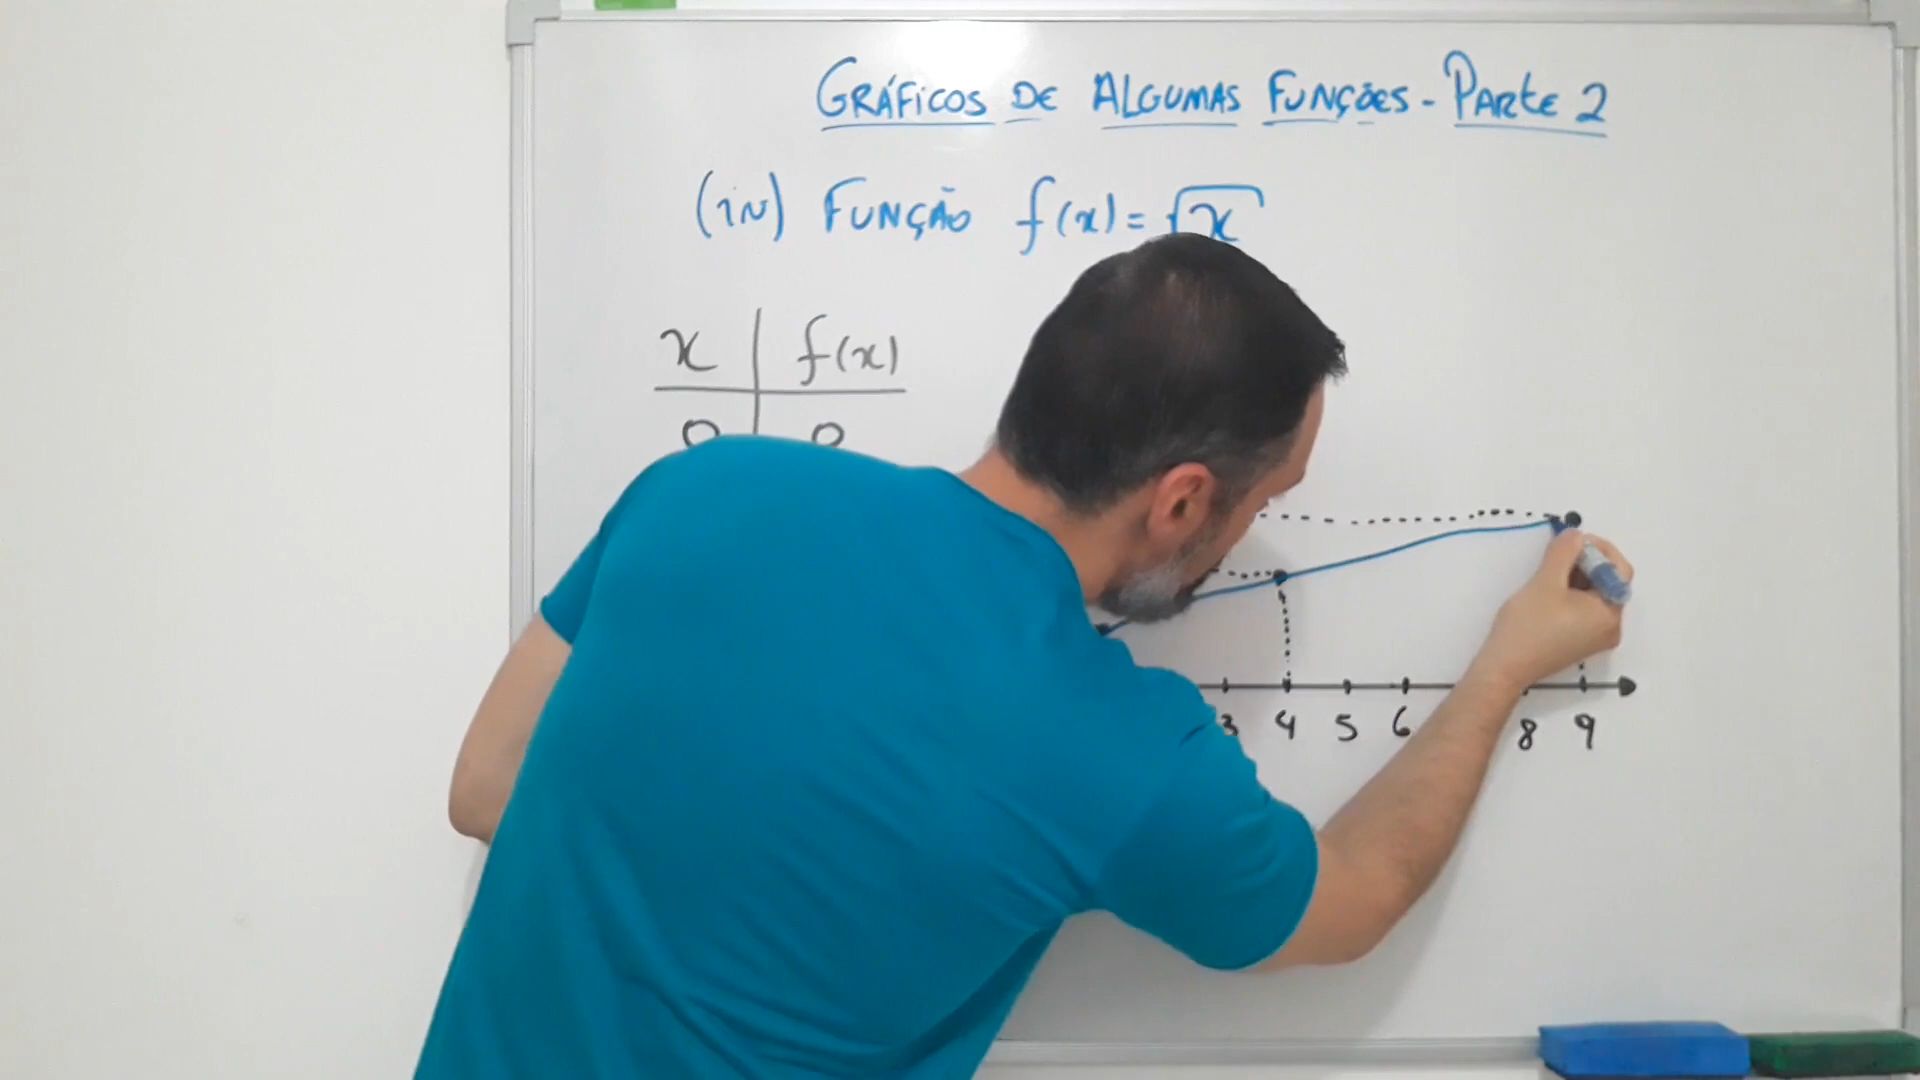 GRÁFICOS DE ALGUMAS FUNÇÕES - PARTE 2
(iv) FUNÇÃO f(x) = √x
x f(x)
0 0
3 4 5 6 8 9